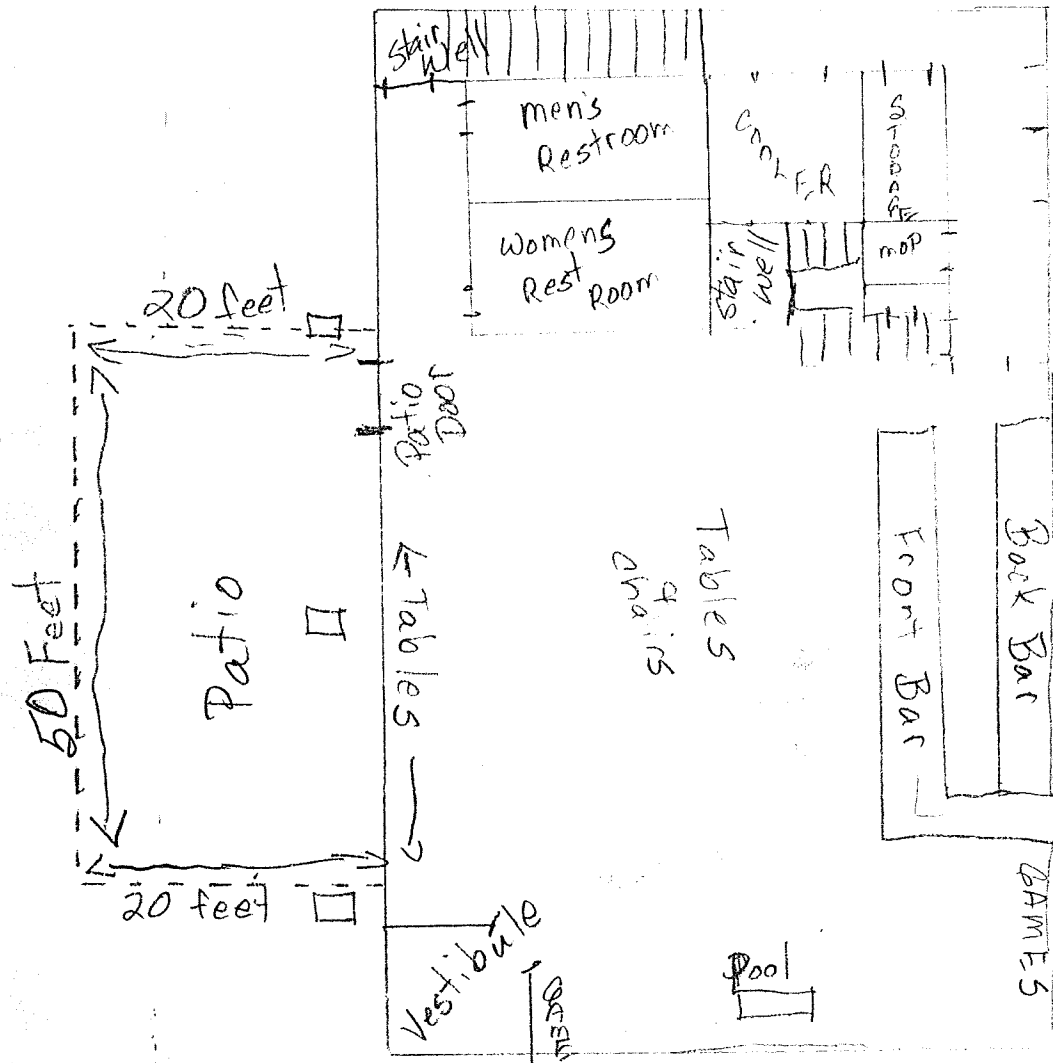 Stair
Well
men's
Restroom
COOLER
STORAGE
Womens
Rest
Room
Stair
Well
mop
20 feet
Patio
Door
50 Feet
Patio
Tables
Tables
&
Chairs
Front Bar
Back Bar
20 feet
Vestibule
Pool
GAMES